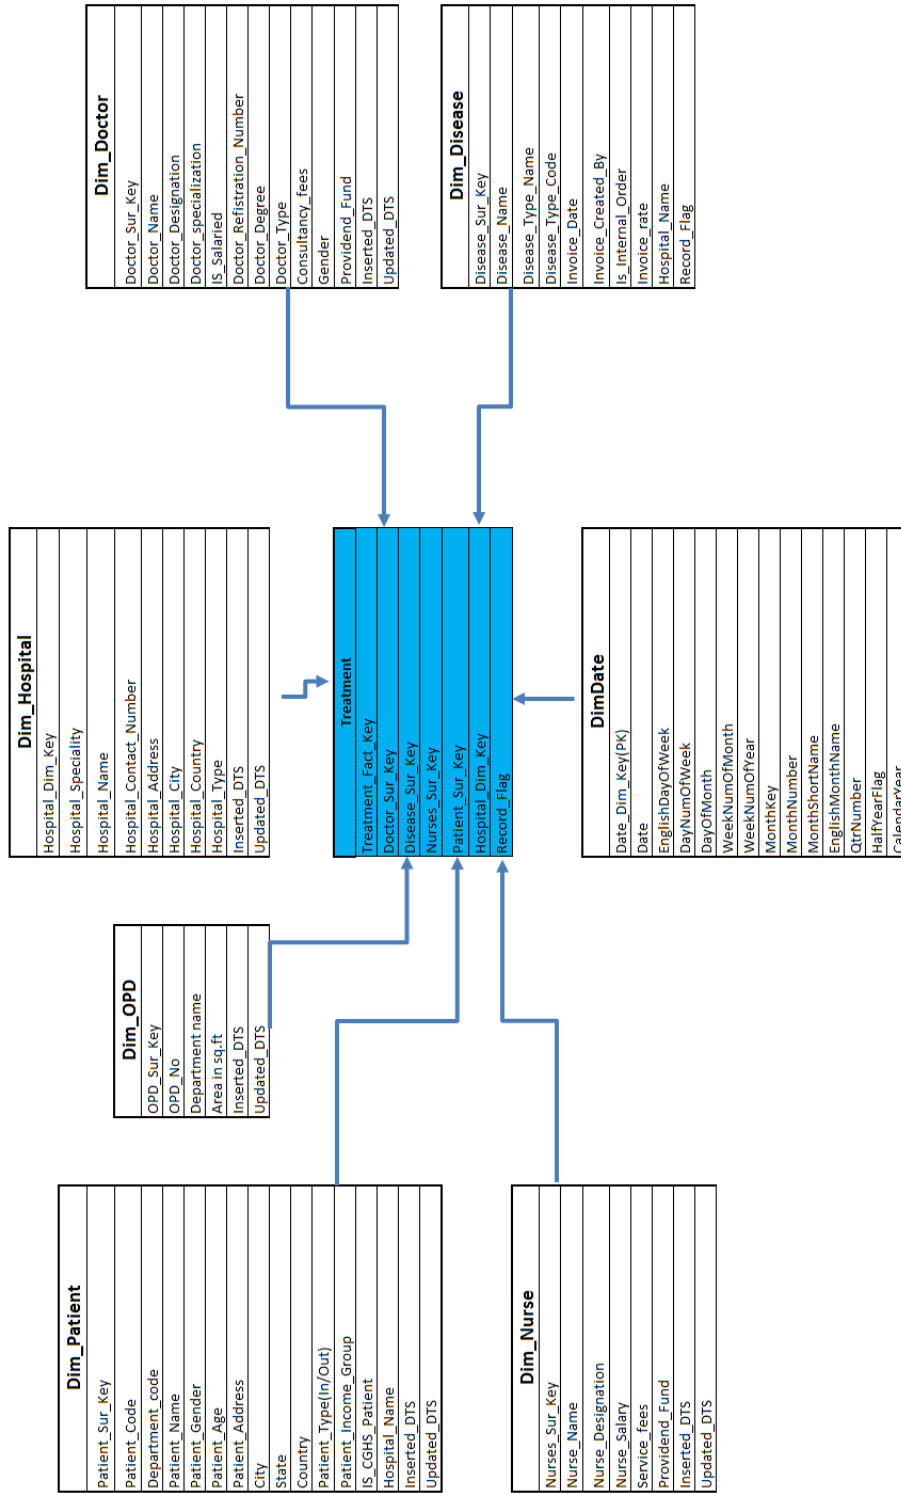 Dim_Patient
Patient_Sur_Key
Patient_Code
Department_code
Patient_Name
Patient_Gender
Patient_Age
Patient_Address
City
State
Country
Patient_Type(In/Out)
Patient_Income_Group
IS_CGHS_Patient
Hospital_Name
Inserted_DTS
Updated_DTS
Dim_OPD
OPD_Sur_Key
OPD_No
Department name
Area in sq.ft
Inserted_DTS
Updated_DTS
Dim_Hospital
Hospital_Dim_Key
Hospital_Speciality
Hospital_Name
Hospital_Contact_Number
Hospital_Address
Hospital_City
Hospital_Country
Hospital_Type
Inserted_DTS
Updated_DTS
Dim_Doctor
Doctor_Sur_Key
Doctor_Name
Doctor_Designation
Doctor_specialization
IS_Salaried
Doctor_Refistration_Number
Doctor_Degree
Doctor_Type
Consultancy_fees
Gender
Providend_Fund
Inserted_DTS
Updated_DTS
Treatment
Treatment_Fact_Key
Doctor_Sur_Key
Disease_Sur_Key
Nurses_Sur_Key
Patient_Sur_Key
Hospital_Dim_Key
Record_Flag
Dim_Nurse
Nurses_Sur_Key
Nurse_Name
Nurse_Designation
Nurse_Salary
Service_fees
Providend_Fund
Inserted_DTS
Updated_DTS
DimDate
Date_Dim_Key(PK)
Date
EnglishDayOfWeek
DayNumOfWeek
DayOfMonth
WeekNumOfMonth
WeekNumOfYear
MonthKey
MonthNumber
MonthShortName
EnglishMonthName
QtrNumber
HalfYearFlag
CalendarYear
Dim_Disease
Disease_Sur_Key
Disease_Name
Disease_Type_Name
Disease_Type_Code
Invoice_Date
Invoice_Created_By
Is_Internal_Order
Invoice_rate
Hospital_Name
Record_Flag